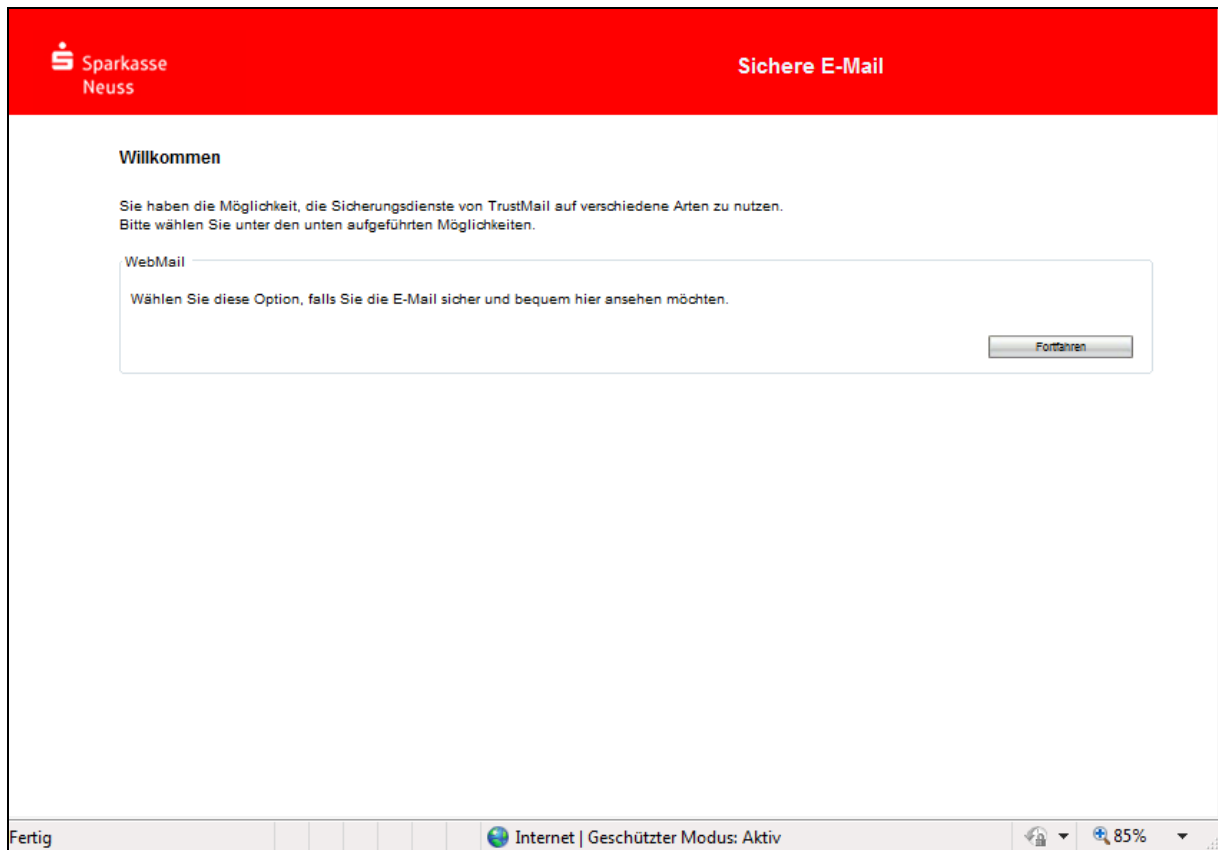 Sparkasse
Neuss
Sichere E-Mail
Willkommen
Sie haben die Möglichkeit, die Sicherungsdienste von TrustMail auf verschiedene Arten zu nutzen.
Bitte wählen Sie unter den unten aufgeführten Möglichkeiten.
WebMail
Wählen Sie diese Option, falls Sie die E-Mail sicher und bequem hier ansehen möchten.
Fortfahren
Fertig
Internet | Geschützter Modus: Aktiv
85%